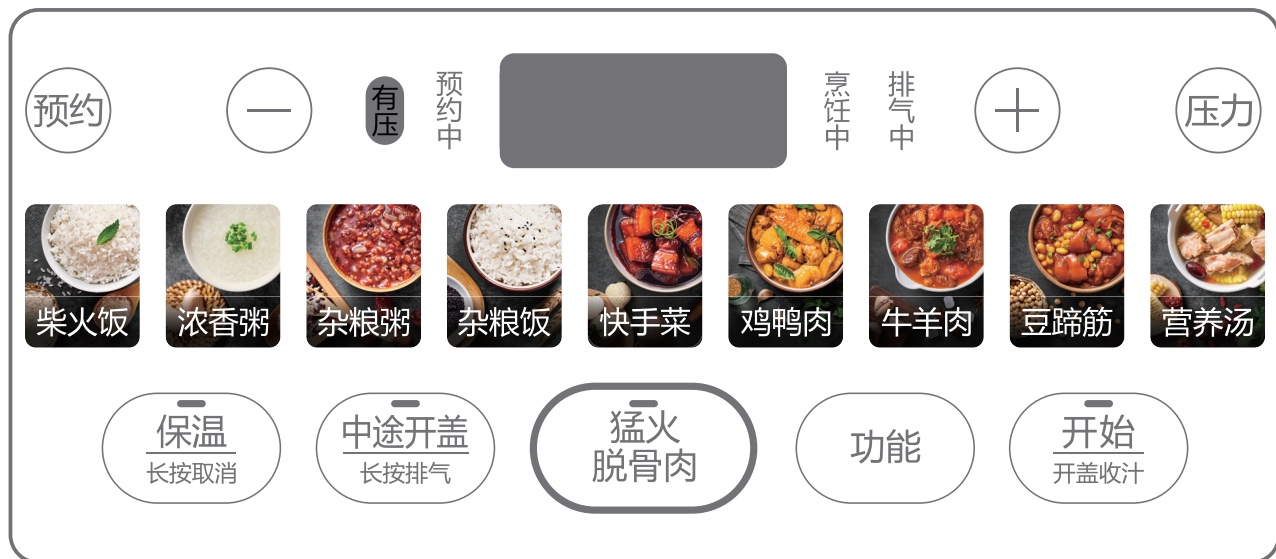 预约
有压
预约中
烹饪中
排气中
压力
柴火饭
浓香粥
杂粮粥
杂粮饭
快手菜
鸡鸭肉
牛羊肉
豆蹄筋
营养汤
保温
长按取消
中途开盖
长按排气
猛火
脱骨肉
功能
开始
开盖收汁